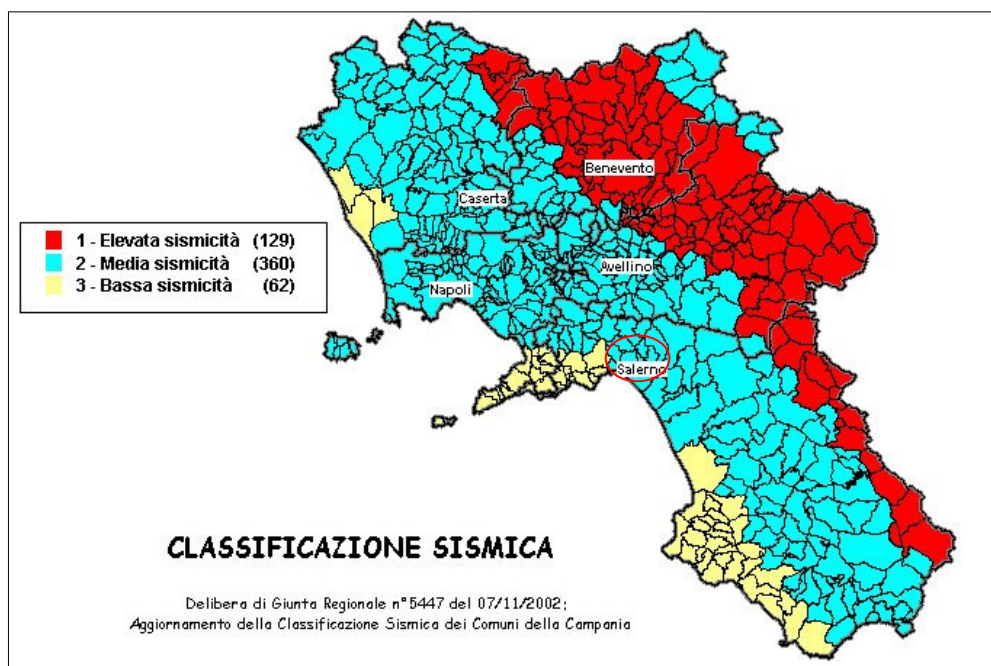 Benevento
Caserta
1 - Elevata sismicità (129)
2 - Media sismicità (360)
3 - Bassa sismicità (62)
Avellino
Napoli
Salerno
CLASSIFICAZIONE SISMICA
Delibera di Giunta Regionale n°5447 del 07/11/2002;
Aggiornamento della Classificazione Sismica dei Comuni della Campania